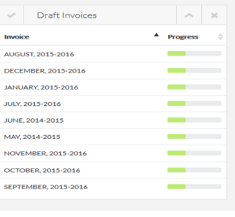 Draft Invoices
Invoice Progress
AUGUST, 2015-2016
DECEMBER, 2015-2016
JANUARY, 2015-2016
JULY, 2015-2016
JUNE, 2014-2015
MAY, 2014-2015
NOVEMBER, 2015-2016
OCTOBER, 2015-2016
SEPTEMBER, 2015-2016